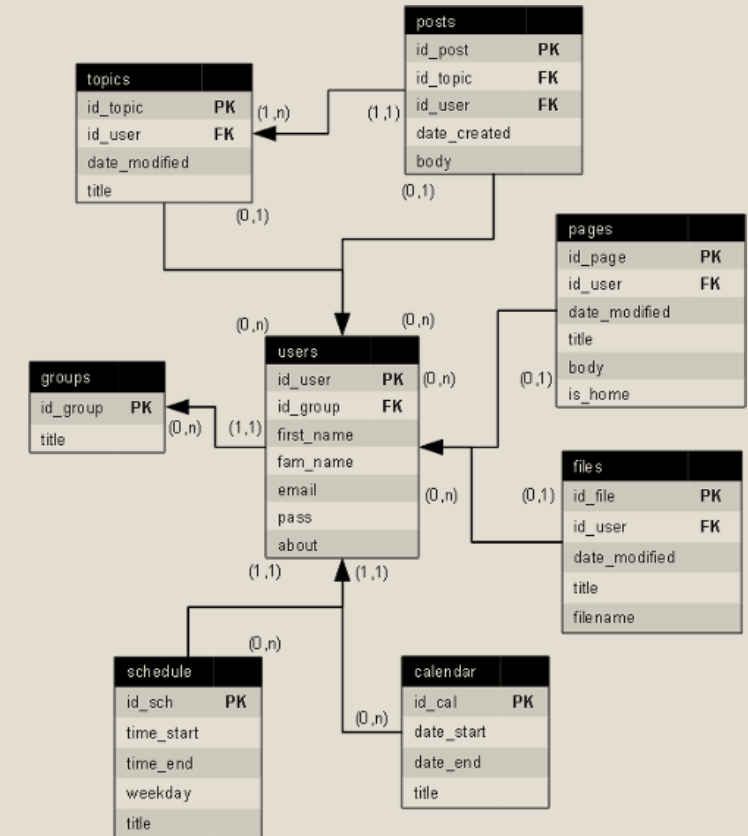 posts
id_post PK
id_topic FK
id_user FK
date_created
body
topics
id_topic PK
id_user FK
date_modified
title
(1,n)
(1,1)
(0,1)
(0,1)
pages
id_page PK
id_user FK
date_modified
title
body
is_home
(0,n)
(0,n)
users
id_user PK
id_group FK
first_name
fam_name
email
pass
about
(0,n)
(0,1)
groups
id_group PK
title
(0,n)
(1,1)
files
id_file PK
id_user FK
date_modified
title
filename
(0,n)
(0,1)
(1,1)
(1,1)
(0,n)
schedule
id_sch PK
time_start
time_end
weekday
title
calendar
id_cal PK
date_start
date_end
title
(0,n)